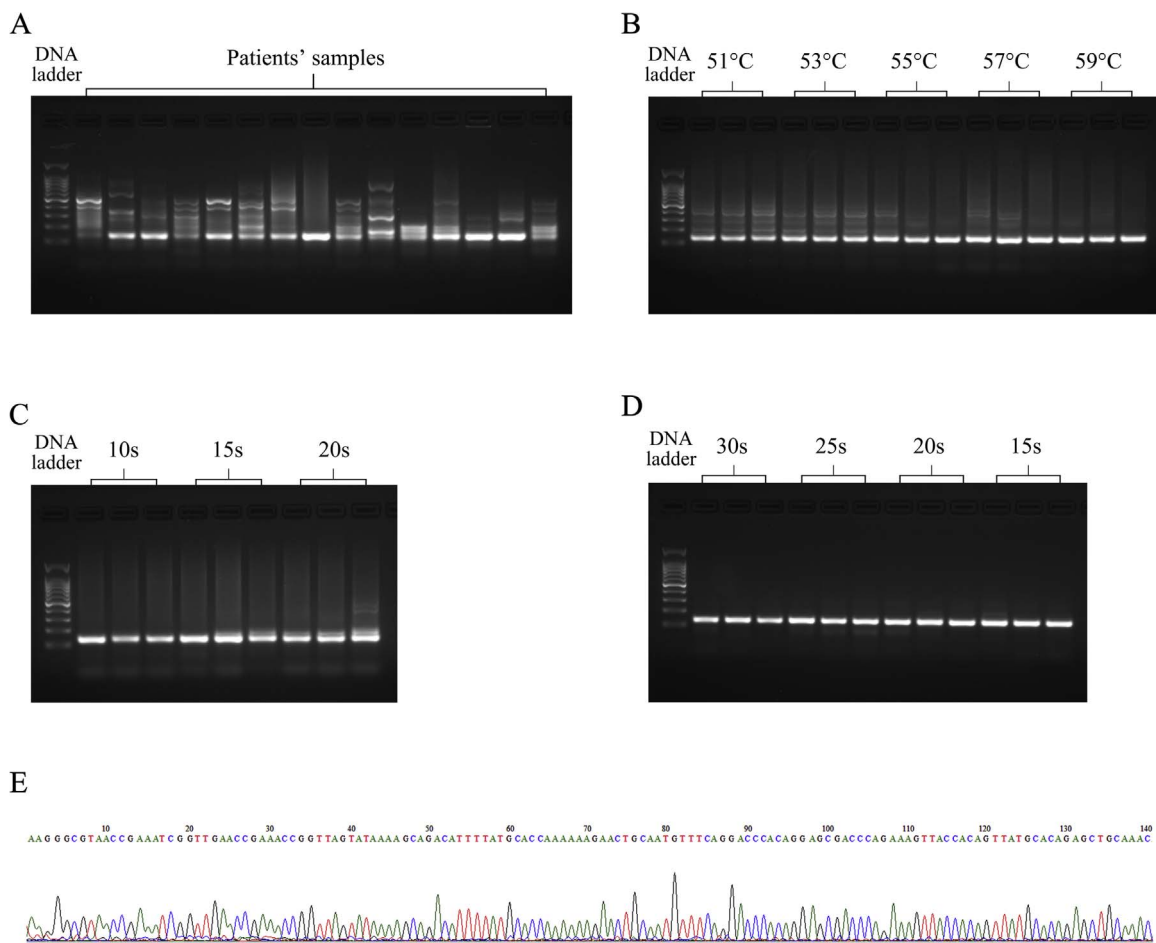 A
DNA
ladder
Patients’ samples
B
DNA
ladder
51°C 53°C 55°C 57°C 59°C
C
DNA
ladder
10s 15s 20s
D
DNA
ladder
30s 25s 20s 15s
E
10 20 30 40 50 60 70 80 90 100 110 120 130 140
AAGGGCGTAACCGAAATCGGTTGAACCGAAACCGGTTAGTATAAAAGCAGACATTTTATGCACCAAAAAAGAACTGCAATGTTTCAGGACCCACAGGAGCGACCCAGAAAGTTACCACAGTTATGCACAGAGCTGCAAAC